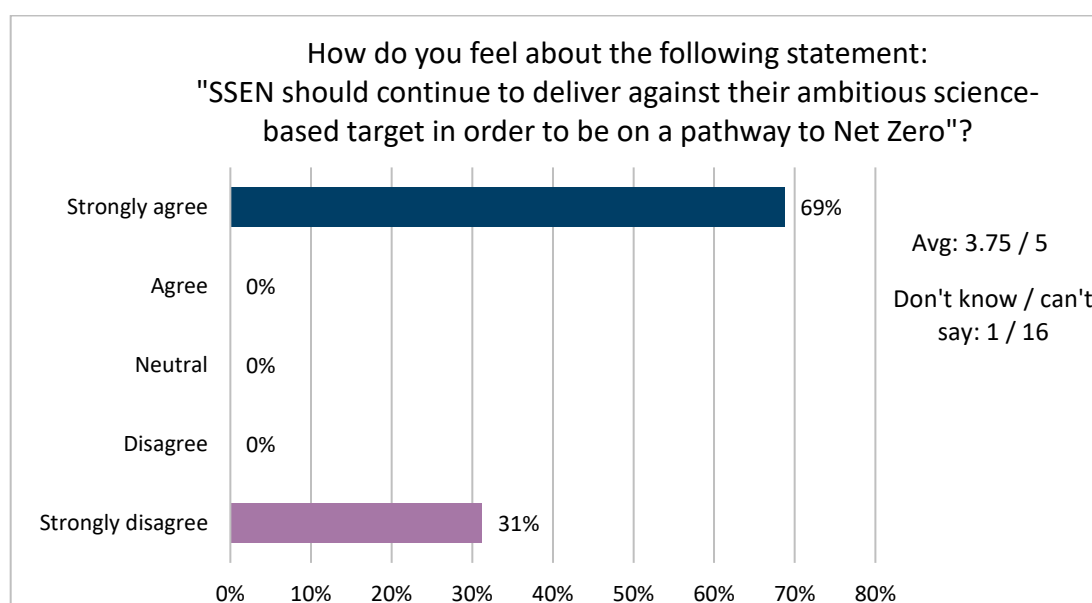 How do you feel about the following statement:
"SSEN should continue to deliver against their ambitious science-
based target in order to be on a pathway to Net Zero"?
Strongly agree
69%
Agree
0%
Neutral
0%
Disagree
0%
Strongly disagree
31%
0%
10%
20%
30%
40%
50%
60%
70%
80%
Avg: 3.75 / 5
Don't know / can't
say: 1 / 16